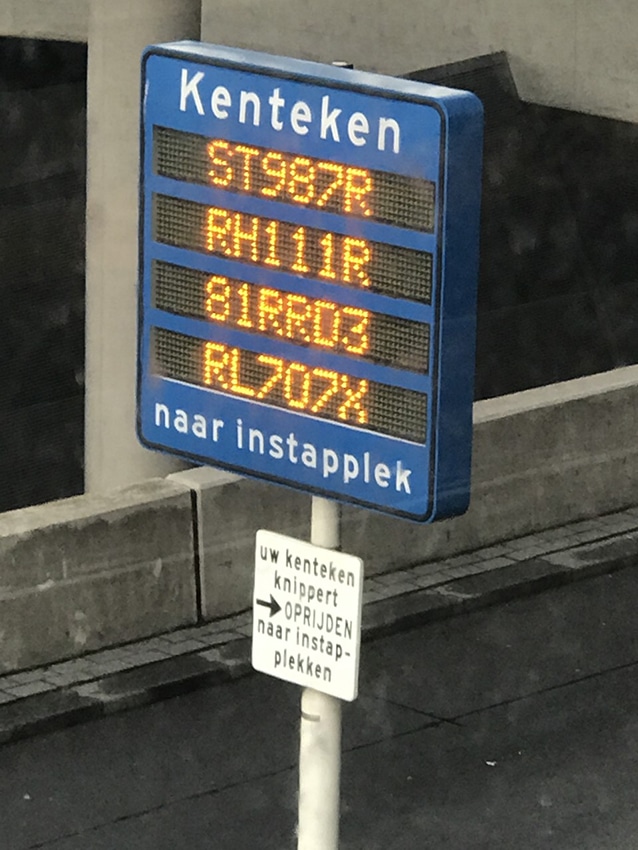 Kenteken
ST987R
RH111R
81RRD3
RL707X
naar instapplek
uw kenteken
knippert
→OPRIJDEN
naar instap-
plekken